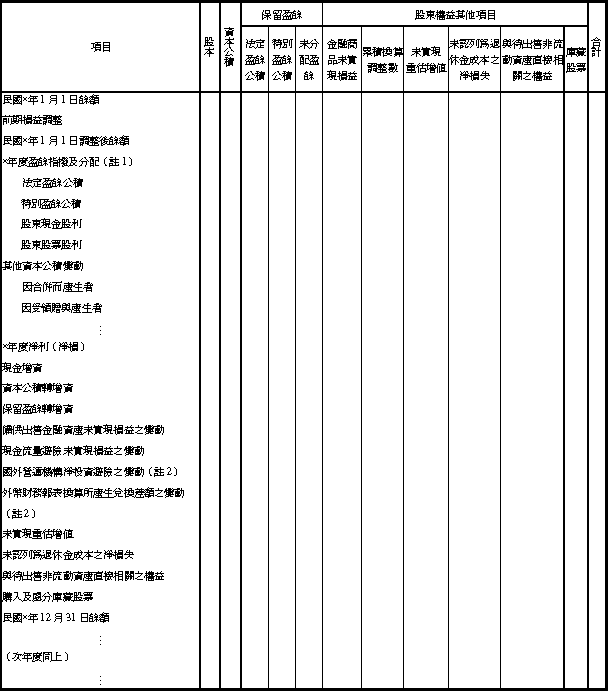 項目
股本
資本公積
保留盈餘
法定盈餘公積
特別盈餘公積
未分配盈餘
股東權益其他項目
金融商品未實現損益
累積換算調整數
未實現重估增值
未認列為退休金成本之淨損失
與待出售非流動資產直接相關之權益
庫藏股票
合計
民國×年1月1日餘額
前期損益調整
民國×年1月1日調整後餘額
×年度盈餘指撥及分配(註1)
法定盈餘公積
特別盈餘公積
股東現金股利
股東股票股利
其他資本公積變動
因合併而產生者
因受領贈與產生者
⋮
×年度淨利(淨損)
現金增資
資本公積轉增資
保留盈餘轉增資
備供出售金融資產未實現損益之變動
現金流量避險未實現損益之變動
國外營運機構淨投資避險之變動(註2)
外幣財務報表換算所產生兌換差額之變動
(註2)
未實現重估增值
未認列為退休金成本之淨損失
與待出售非流動資產直接相關之權益
購入及處分庫藏股票
民國×年12月31日餘額
⋮
(次年度同上)
⋮